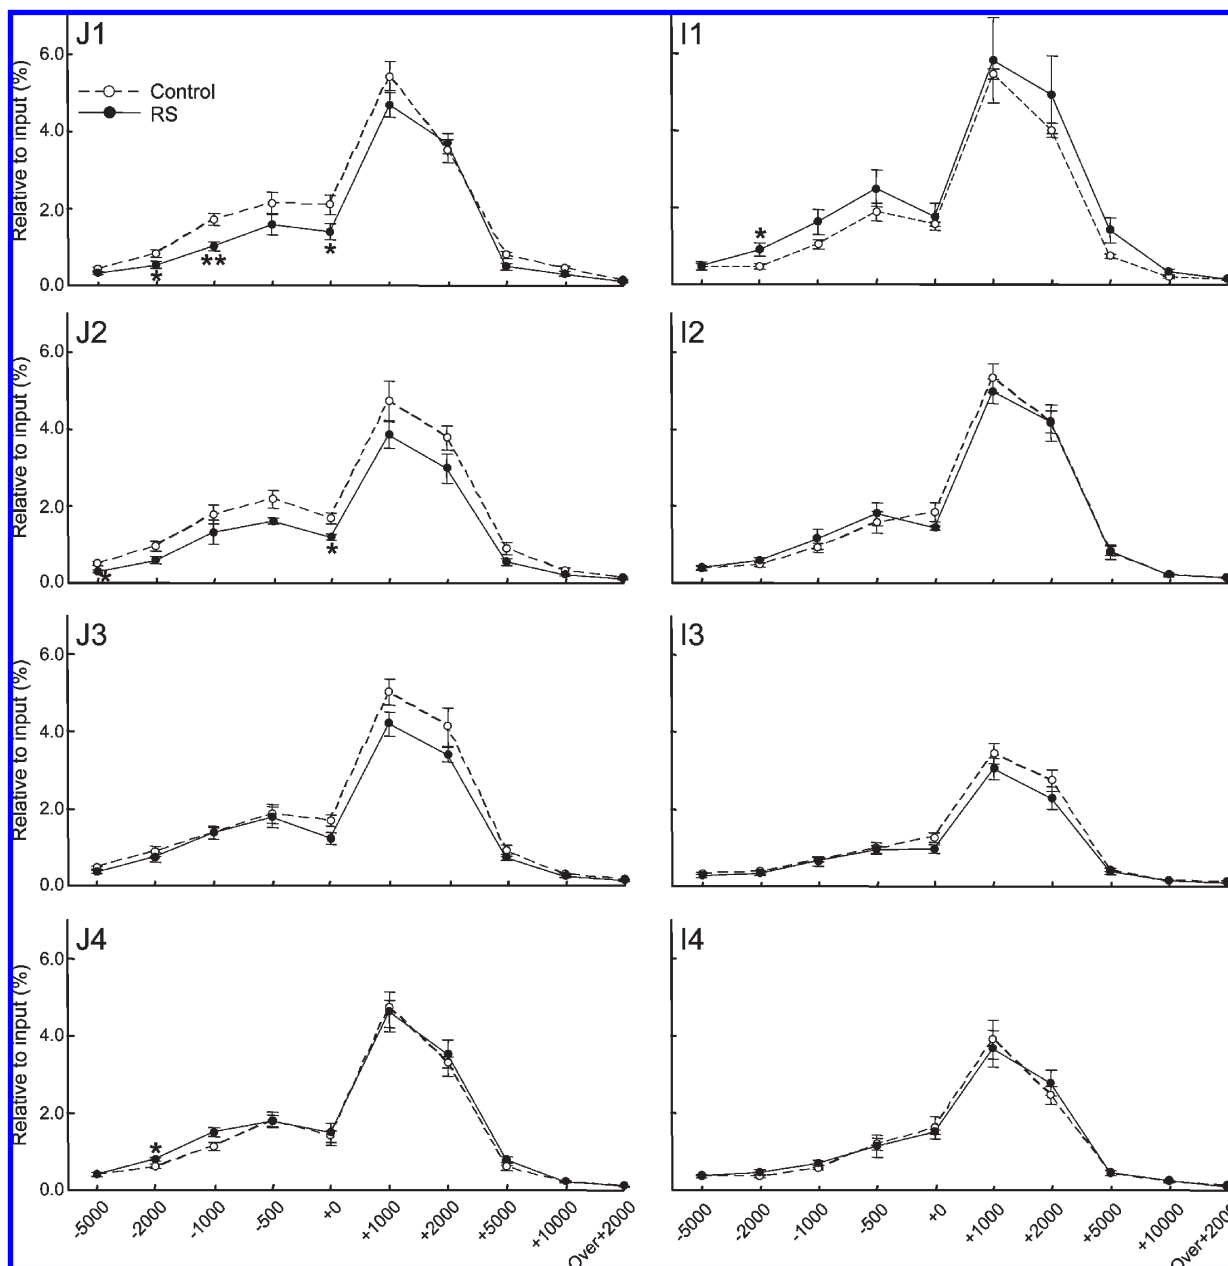 J1
I1
Relative to input (%)
6.0
4.0
2.0
0.0
Control
RS
*
**
*
*
J2
I2
Relative to input (%)
6.0
4.0
2.0
0.0
*
*
J3
I3
Relative to input (%)
6.0
4.0
2.0
0.0
J4
I4
Relative to input (%)
6.0
4.0
2.0
0.0
*
-5000
-2000
-1000
-500
+0
+1000
+2000
+5000
+10000
Over+2000
-5000
-2000
-1000
-500
+0
+1000
+2000
+5000
+10000
Over+2000